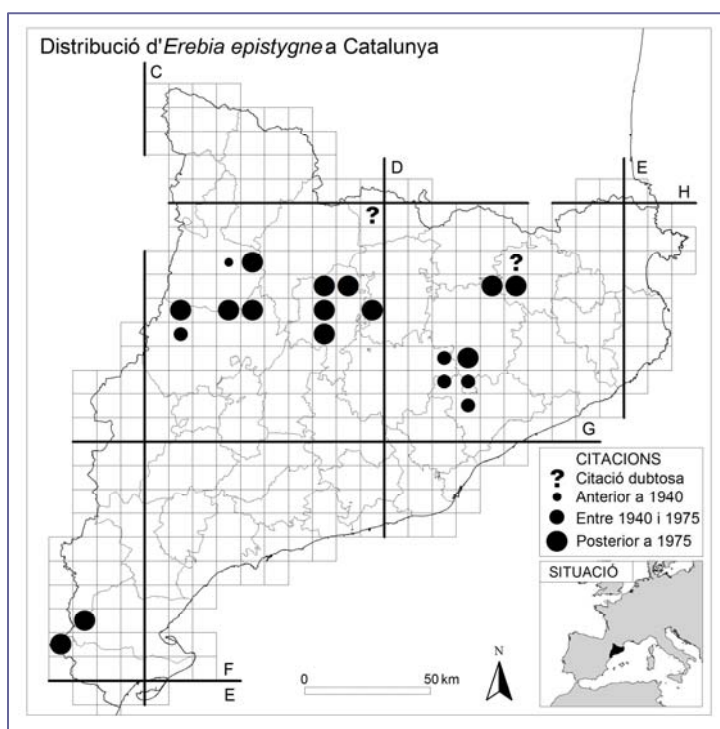 Distribució d'Erebia epistygne a Catalunya
C
D
E
H
?
?
G
CITACIONS
? Citació dubtosa
Anterior a 1940
Entre 1940 i 1975
Posterior a 1975
SITUACIÓ
N
F
E
0 50 km